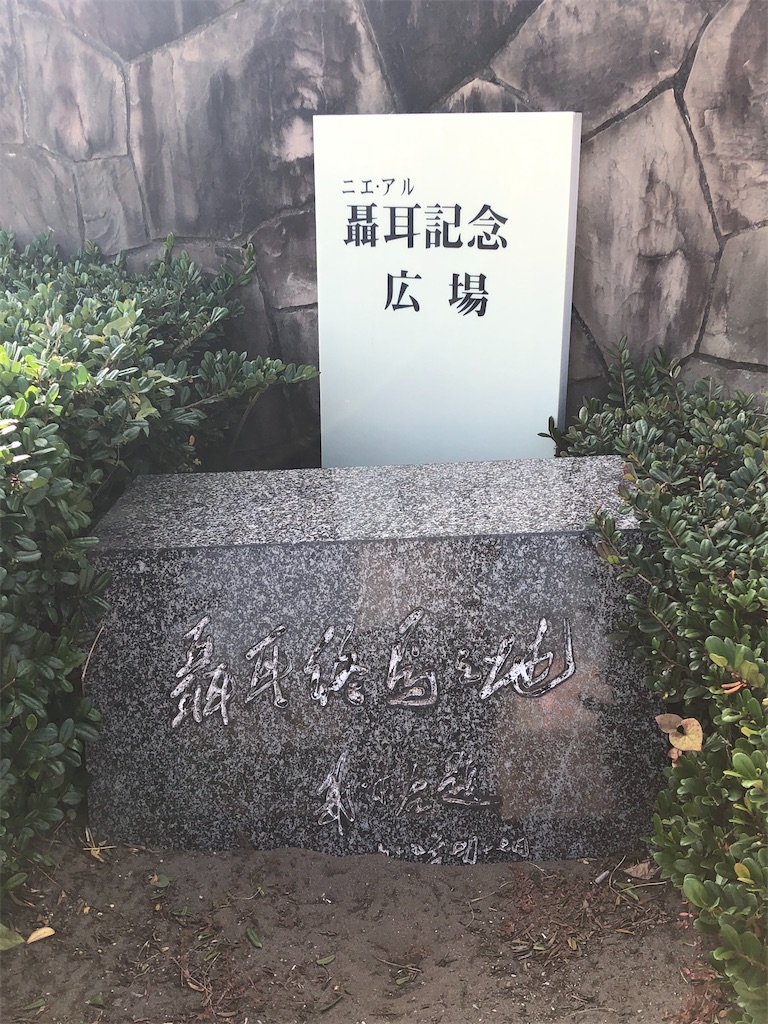 ニエ・アル
聶耳記念
広場
聶耳終焉之地
郭沫若題